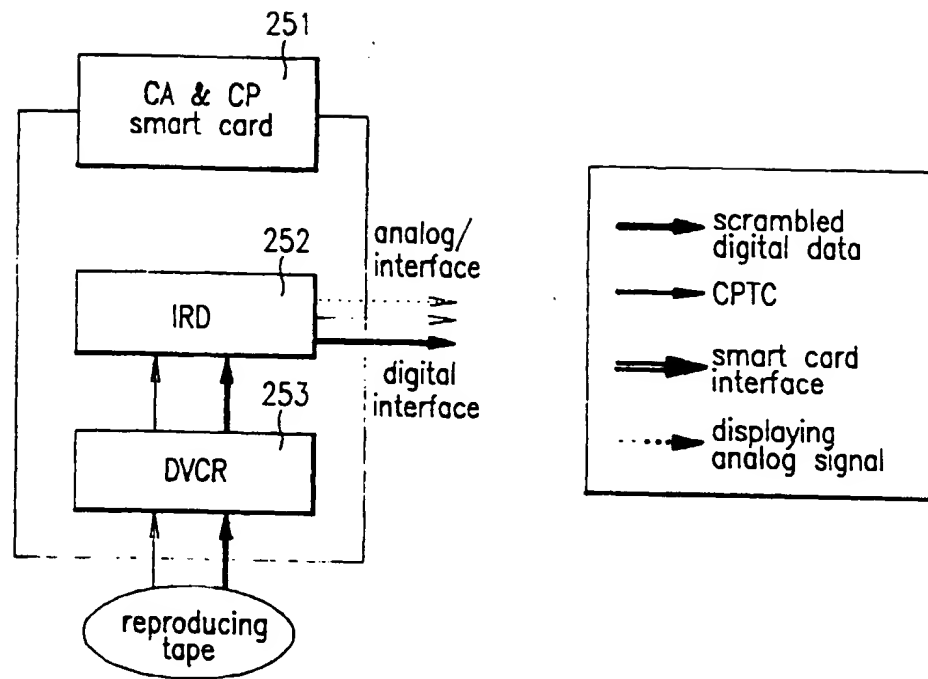 251
CA & CP
smart card
252
IRD
analog/
interface
digital
interface
253
DVCR
reproducing
tape
scrambled
digital data
CPTC
smart card
interface
displaying
analog signal